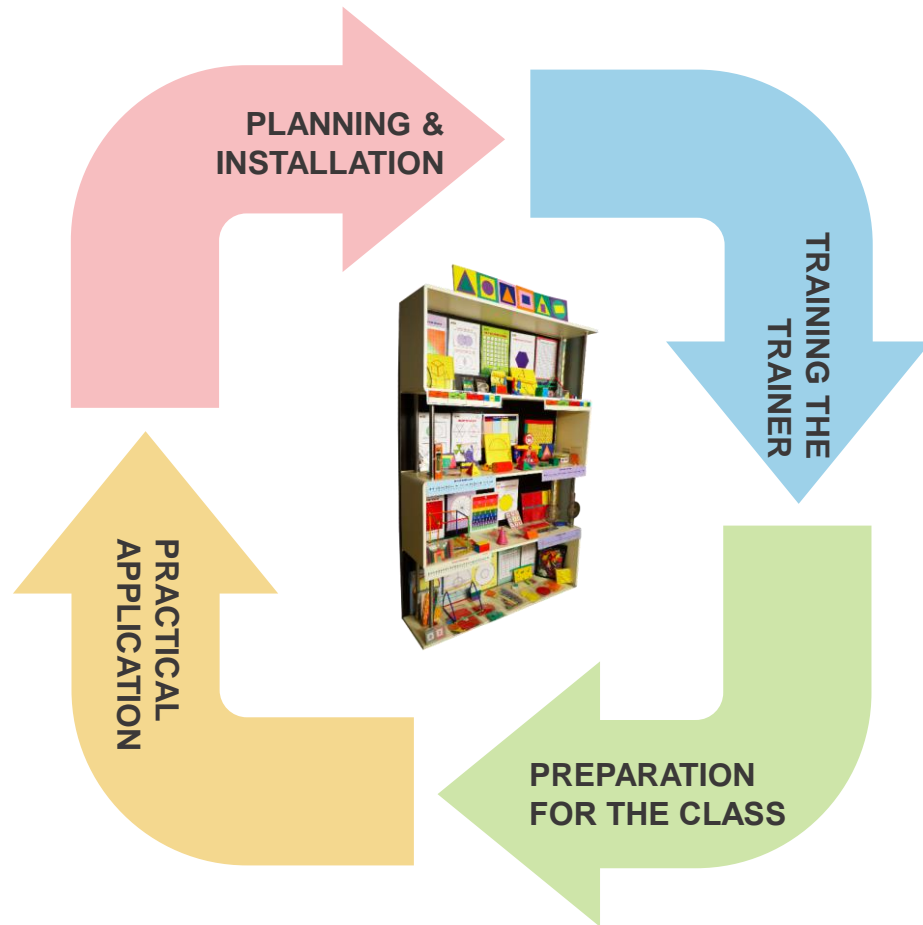 PLANNING &
INSTALLATION
TRAINING THE
TRAINER
PREPARATION
FOR THE CLASS
PRACTICAL
APPLICATION